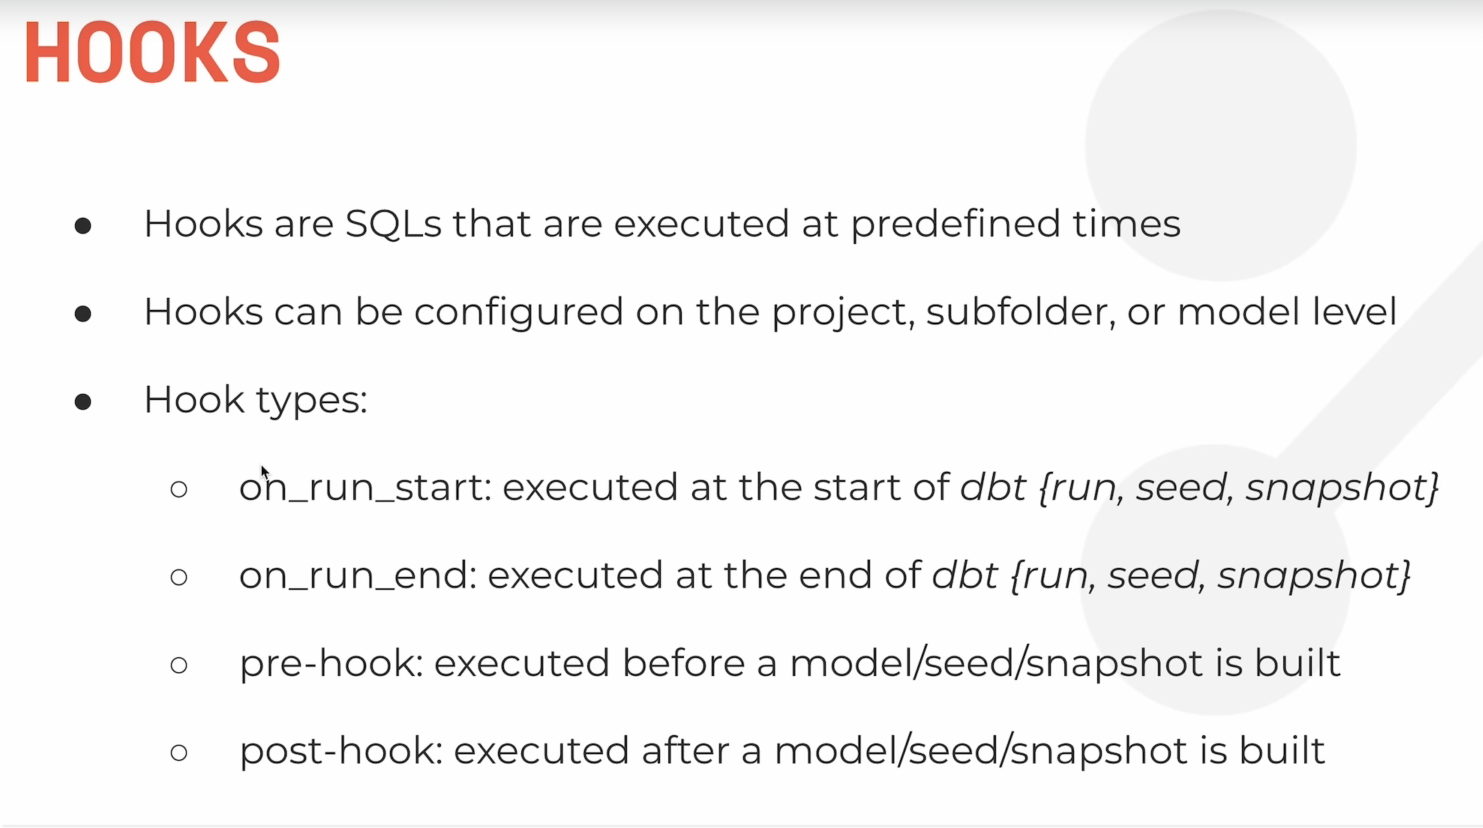 HOOKS
● Hooks are SQLs that are executed at predefined times
● Hooks can be configured on the project, subfolder, or model level
● Hook types:
○ on_run_start: executed at the start of dbt {run, seed, snapshot}
○ on_run_end: executed at the end of dbt {run, seed, snapshot}
○ pre-hook: executed before a model/seed/snapshot is built
○ post-hook: executed after a model/seed/snapshot is built